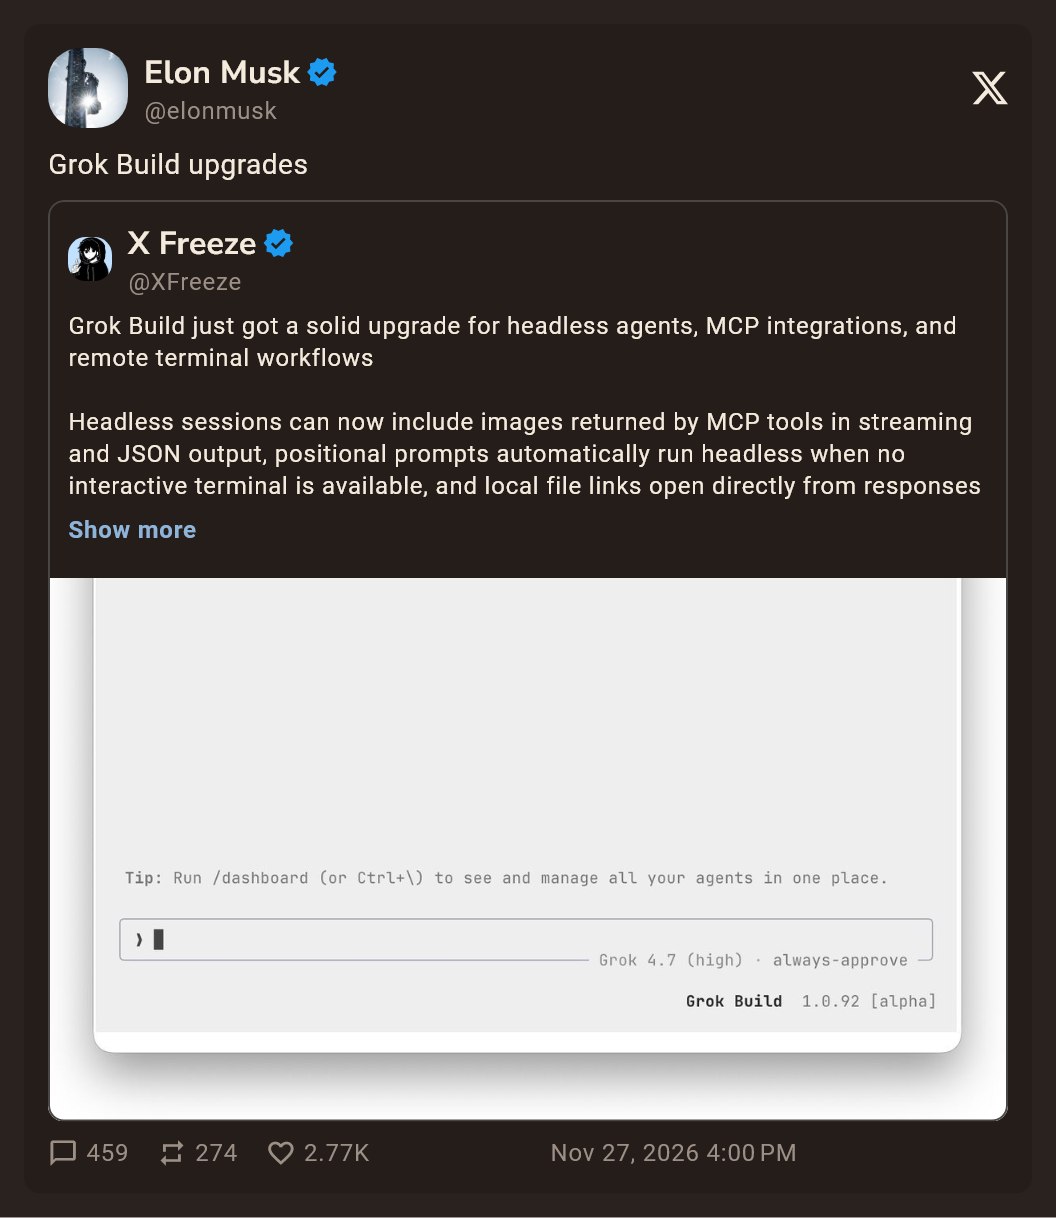 Elon Musk
@elonmusk
Grok Build upgrades
X Freeze
@XFreeze
Grok Build just got a solid upgrade for headless agents, MCP integrations, and
remote terminal workflows
Headless sessions can now include images returned by MCP tools in streaming
and JSON output, positional prompts automatically run headless when no
interactive terminal is available, and local file links open directly from responses
Show more
Tip: Run /dashboard (or Ctrl+\) to see and manage all your agents in one place.
❯
Grok 4.7 (high) · always-approve
Grok Build 1.0.92 [alpha]
459 274 2.77K Nov 27, 2026 4:00 PM